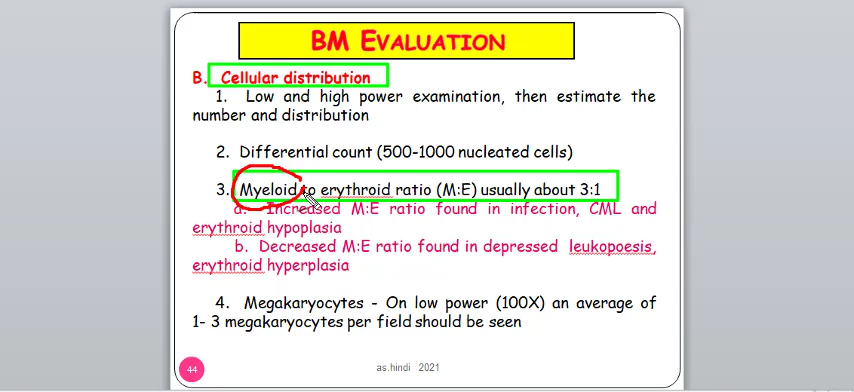 BM EVALUATION
B. Cellular distribution
1. Low and high power examination, then estimate the
number and distribution
2. Differential count (500-1000 nucleated cells)
3. Myeloid to erythroid ratio (M:E) usually about 3:1
a. Increased M:E ratio found in infection, CML and
erythroid hypoplasia
b. Decreased M:E ratio found in depressed leukopoesis,
erythroid hyperplasia
4. Megakaryocytes - On low power (100X) an average of
1- 3 megakaryocytes per field should be seen
44
as.hindi 2021